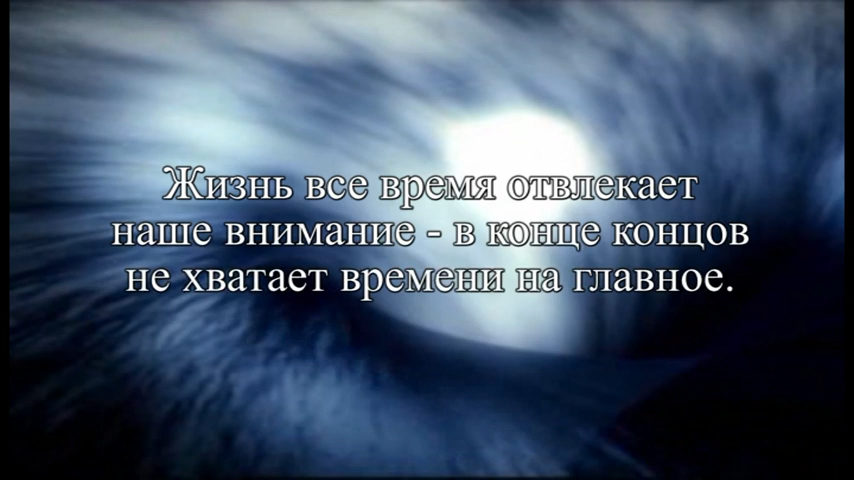 Жизнь все время отвлекает
наше внимание - в конце концов
не хватает времени на главное.